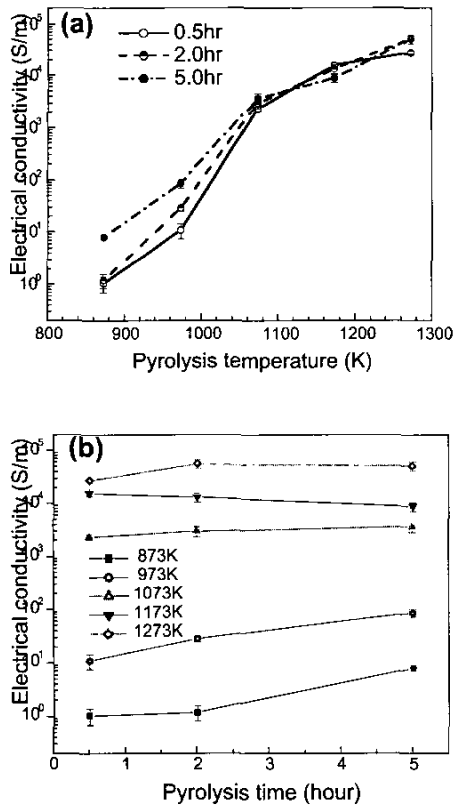 (a)
0.5hr
2.0hr
5.0hr
Electrical conductivity (S/m)
10^5
10^4
10^3
10^2
10^1
10^0
800 900 1000 1100 1200 1300
Pyrolysis temperature (K)
(b)
Electrical conductivity (S/m)
10^5
10^4
10^3
10^2
10^1
10^0
873K
973K
1073K
1173K
1273K
0 1 2 3 4 5
Pyrolysis time (hour)